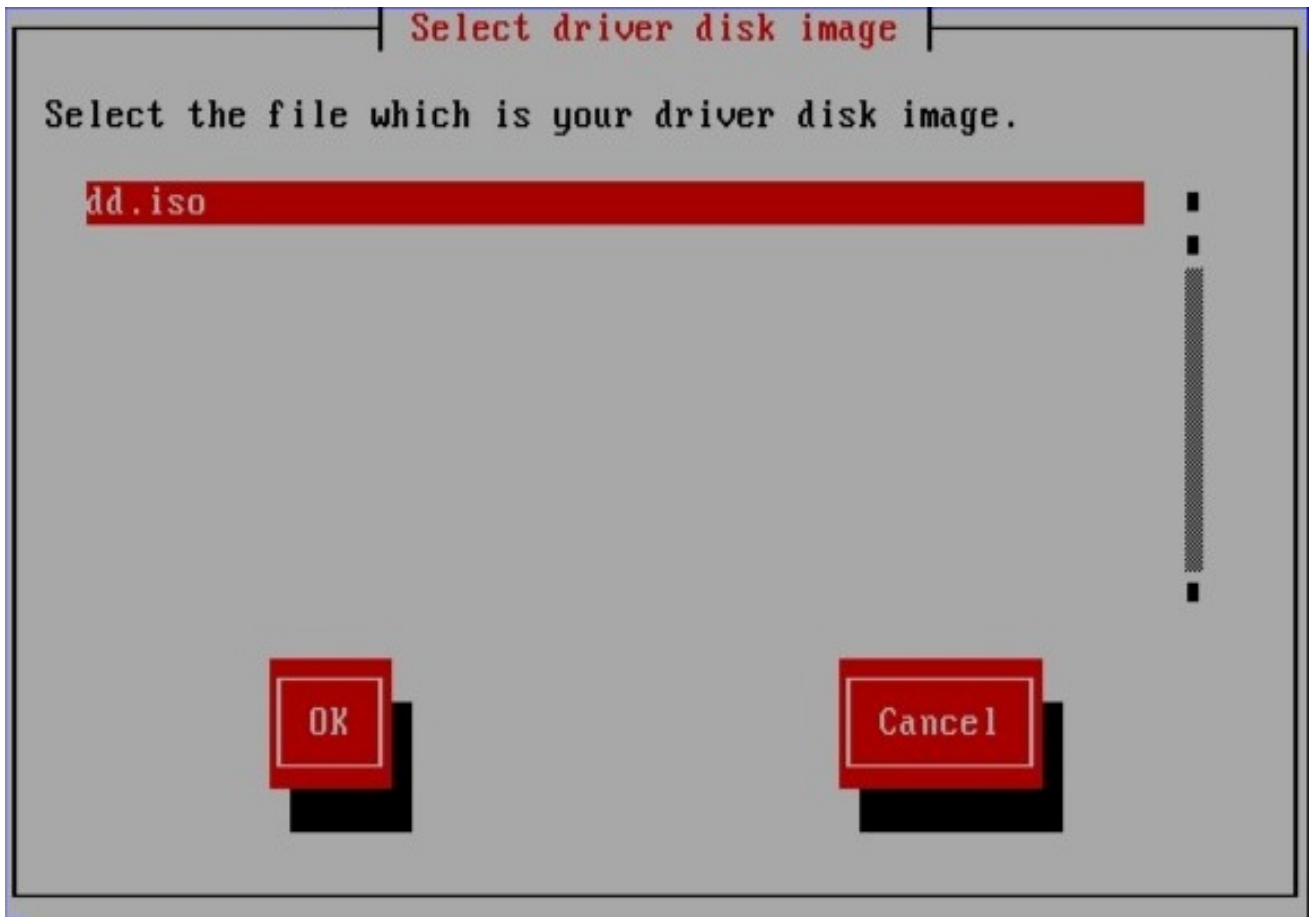 Select driver disk image
Select the file which is your driver disk image.
dd.iso
OK
Cancel